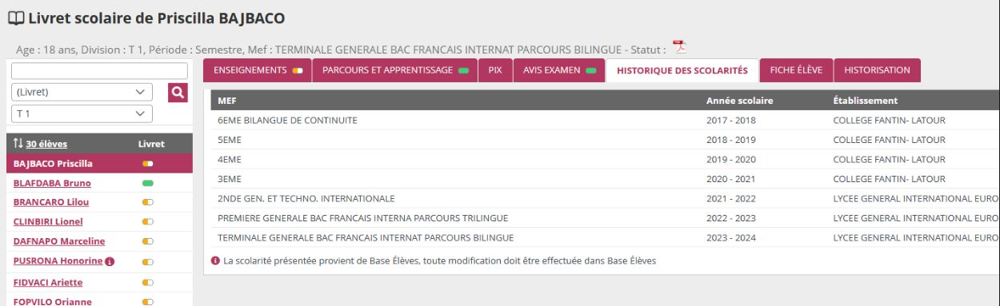 Livret scolaire de Priscilla BAJBACO
Age : 18 ans, Division : T 1, Période : Semestre, Mef : TERMINALE GENERALE BAC FRANCAIS INTERNAT PARCOURS BILINGUE - Statut :
ENSEIGNEMENTS PARCOURS ET APPRENTISSAGE PIX AVIS EXAMEN HISTORIQUE DES SCOLARITÉS FICHE ÉLÈVE HISTORISATION
(Livret)
T 1
30 élèves Livret
BAJBACO Priscilla
BLAFDABA Bruno
BRANCARO Lilou
CLINBIRI Lionel
DAFNAPO Marceline
PUSRONA Honorine
FIDVACI Ariette
FOPVILO Orianne
MEF Année scolaire Établissement
6EME BILANGUE DE CONTINUITE 2017 - 2018 COLLEGE FANTIN- LATOUR
5EME 2018 - 2019 COLLEGE FANTIN- LATOUR
4EME 2019 - 2020 COLLEGE FANTIN- LATOUR
3EME 2020 - 2021 COLLEGE FANTIN- LATOUR
2NDE GEN. ET TECHNO. INTERNATIONALE 2021 - 2022 LYCEE GENERAL INTERNATIONAL EURO
PREMIERE GENERALE BAC FRANCAIS INTERNA PARCOURS TRILINGUE 2022 - 2023 LYCEE GENERAL INTERNATIONAL EURO
TERMINALE GENERALE BAC FRANCAIS INTERNAT PARCOURS BILINGUE 2023 - 2024 LYCEE GENERAL INTERNATIONAL EURO
La scolarité présentée provient de Base Élèves, toute modification doit être effectuée dans Base Élèves